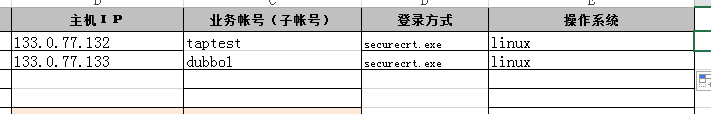 主机IP 业务帐号（子帐号） 登录方式 操作系统
133.0.77.132 taptest securecrt.exe linux
133.0.77.133 dubbo1 securecrt.exe linux